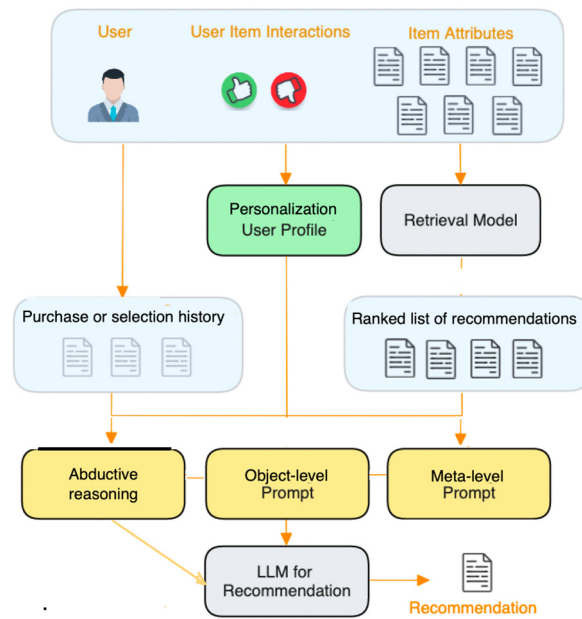 User
User Item Interactions
Item Attributes
Personalization
User Profile
Retrieval Model
Purchase or selection history
Ranked list of recommendations
Abductive
reasoning
Object-level
Prompt
Meta-level
Prompt
LLM for
Recommendation
Recommendation